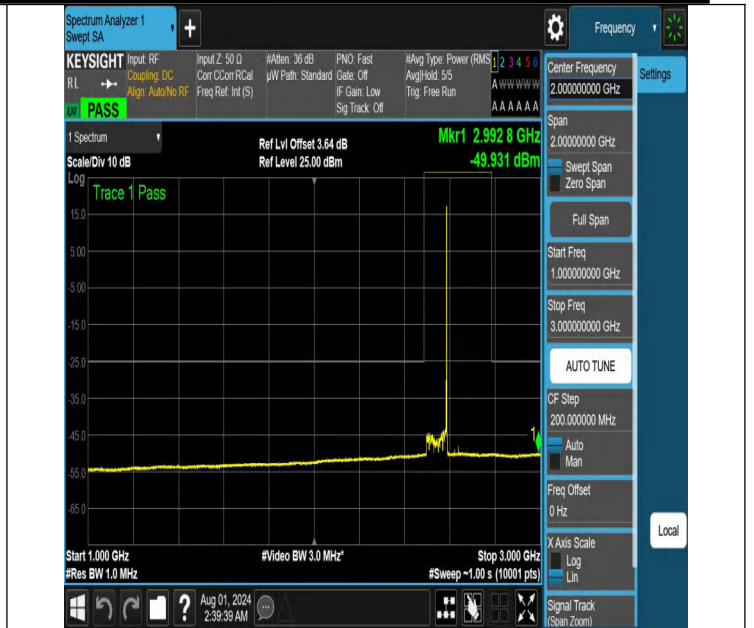 Spectrum Analyzer 1
Swept SA
Frequency
KEYSIGHT
RL
PASS
Input: RF
Coupling: DC
Align: Auto/No RF
Input Z: 50 Ω
Corr CCorr RCal
Freq Ref: Int (S)
#Atten: 36 dB
µW Path: Standard
PNO: Fast
Gate: Off
IF Gain: Low
Sig Track: Off
#Avg Type: Power (RMS
Avg|Hold: 5/5
Trig: Free Run
1 2 3 4 5 6
A W W W W W
A A A A A A
1 Spectrum
Scale/Div 10 dB
Ref Lvl Offset 3.64 dB
Ref Level 25.00 dBm
Mkr1 2.992 8 GHz
-49.931 dBm
Log
Trace 1 Pass
15.0
5.00
-5.00
-15.0
-25.0
-35.0
-45.0
-55.0
-65.0
1
Start 1.000 GHz
#Res BW 1.0 MHz
#Video BW 3.0 MHz*
Stop 3.000 GHz
#Sweep ~1.00 s (10001 pts)
Center Frequency
2.000000000 GHz
Settings
Span
2.00000000 GHz
Swept Span
Zero Span
Full Span
Start Freq
1.000000000 GHz
Stop Freq
3.000000000 GHz
AUTO TUNE
CF Step
200.000000 MHz
Auto
Man
Freq Offset
0 Hz
X Axis Scale
Log
Lin
Signal Track
(Span Zoom)
Local
?
Aug 01, 2024
2:39:39 AM